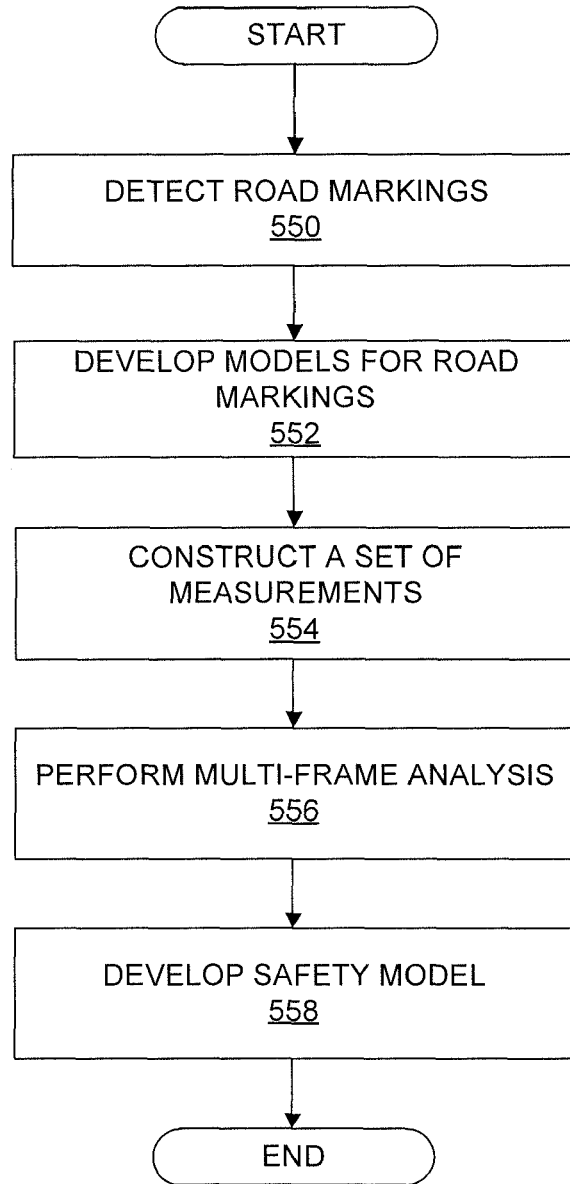 START
DETECT ROAD MARKINGS
550
DEVELOP MODELS FOR ROAD
MARKINGS
552
CONSTRUCT A SET OF
MEASUREMENTS
554
PERFORM MULTI-FRAME ANALYSIS
556
DEVELOP SAFETY MODEL
558
END